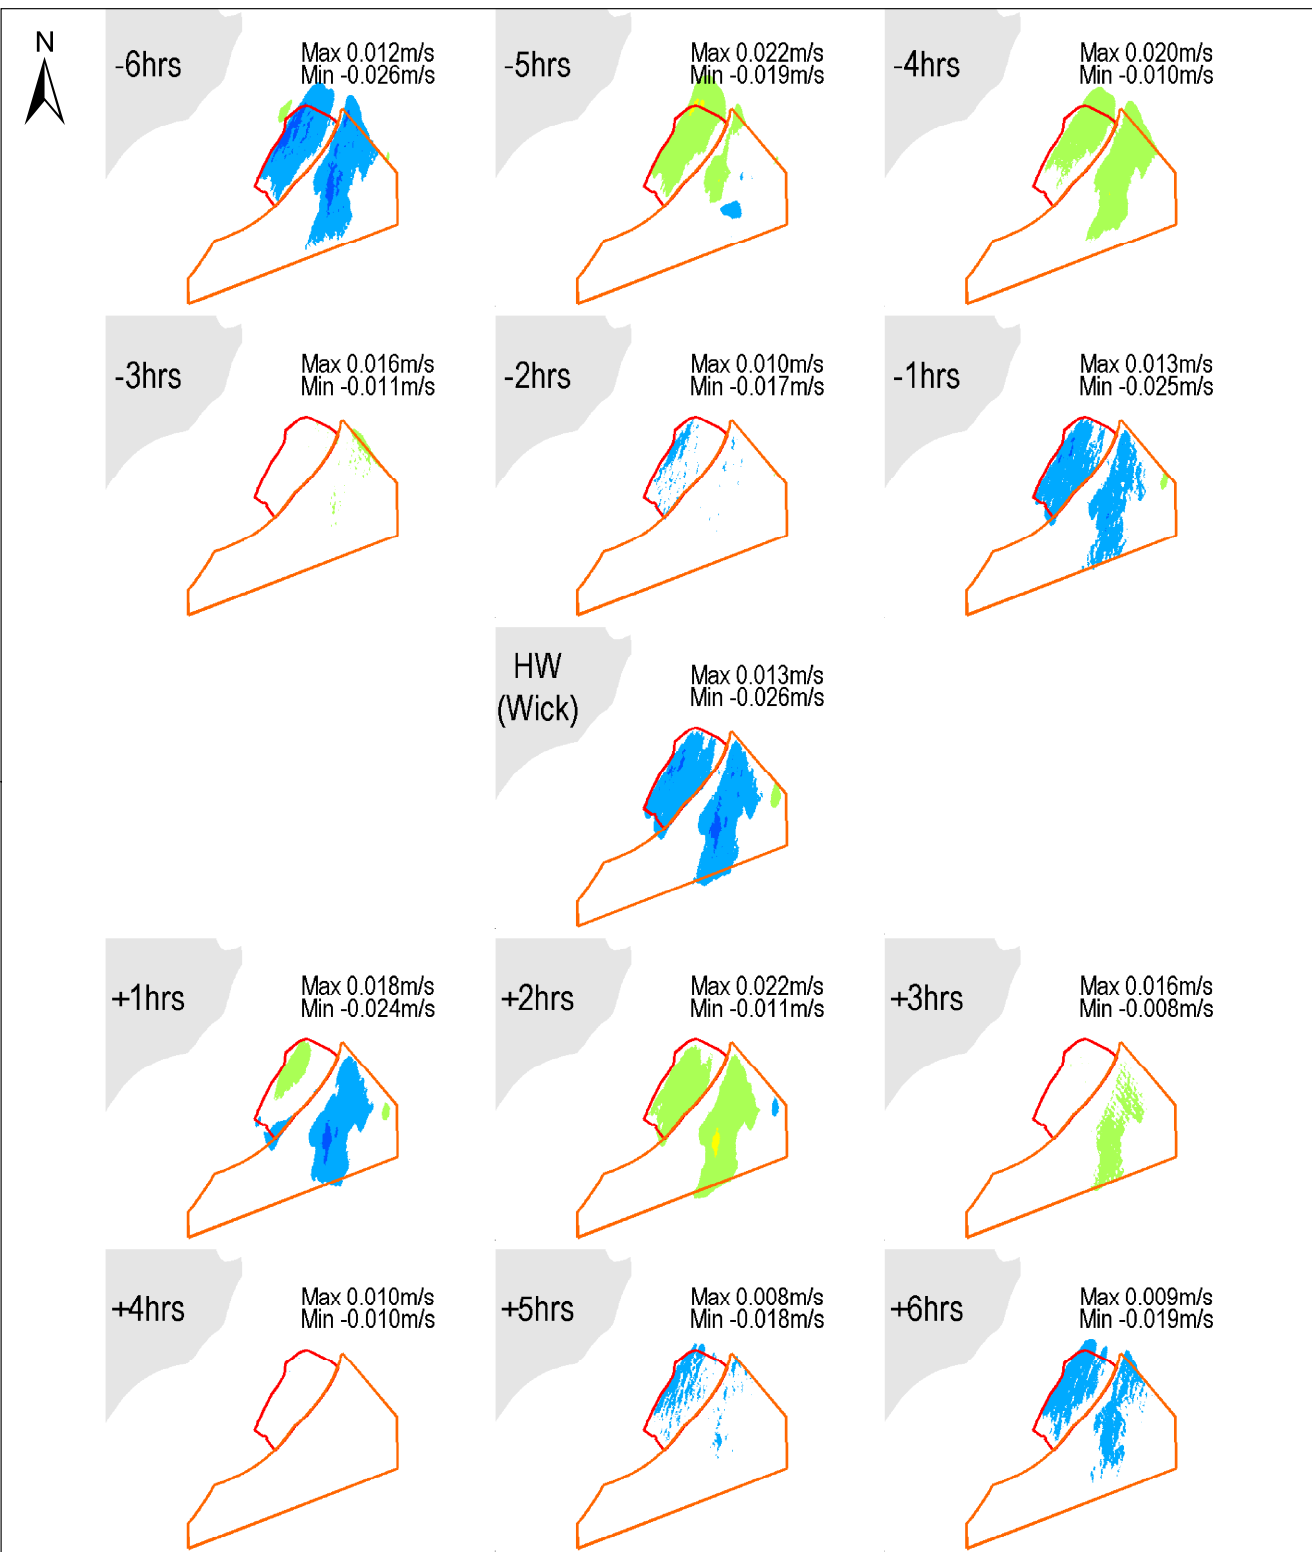 N
-6hrs
Max 0.012m/s
Min -0.026m/s
-5hrs
Max 0.022m/s
Min -0.019m/s
-4hrs
Max 0.020m/s
Min -0.010m/s
-3hrs
Max 0.016m/s
Min -0.011m/s
-2hrs
Max 0.010m/s
Min -0.017m/s
-1hrs
Max 0.013m/s
Min -0.025m/s
HW
(Wick)
Max 0.013m/s
Min -0.026m/s
+1hrs
Max 0.018m/s
Min -0.024m/s
+2hrs
Max 0.022m/s
Min -0.011m/s
+3hrs
Max 0.016m/s
Min -0.008m/s
+4hrs
Max 0.010m/s
Min -0.010m/s
+5hrs
Max 0.008m/s
Min -0.018m/s
+6hrs
Max 0.009m/s
Min -0.019m/s